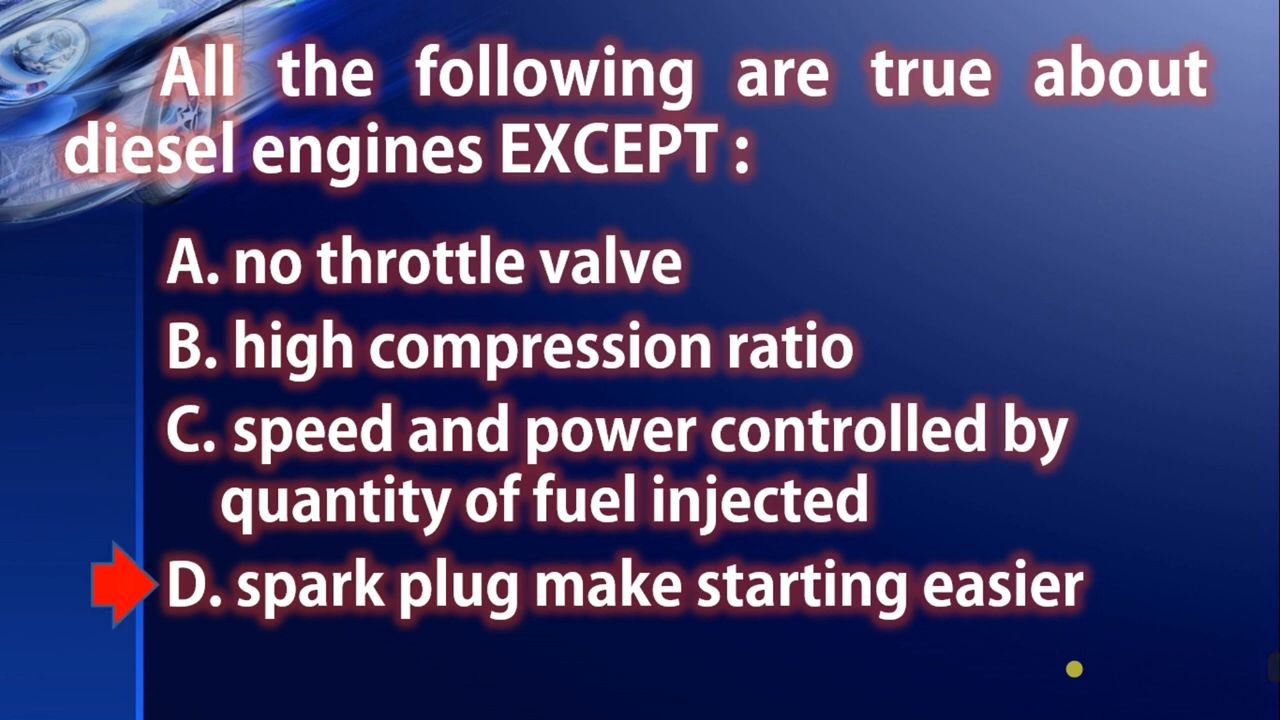 All the following are true about
diesel engines EXCEPT :
A. no throttle valve
B. high compression ratio
C. speed and power controlled by
quantity of fuel injected
D. spark plug make starting easier